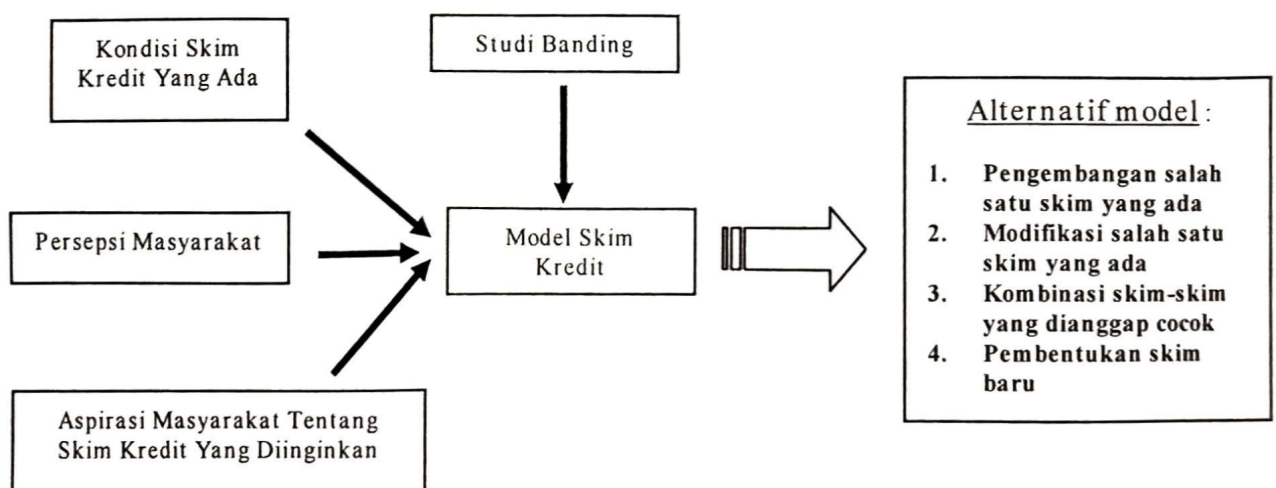 Kondisi Skim
Kredit Yang Ada
Studi Banding
Persepsi Masyarakat
Model Skim
Kredit
Aspirasi Masyarakat Tentang
Skim Kredit Yang Diinginkan
Alternatif model :
1. Pengembangan salah
satu skim yang ada
2. Modifikasi salah satu
skim yang ada
3. Kombinasi skim-skim
yang dianggap cocok
4. Pembentukan skim
baru